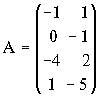 A = ⎛ -1 1 ⎞
0 - 1
-4 2
1 - 5